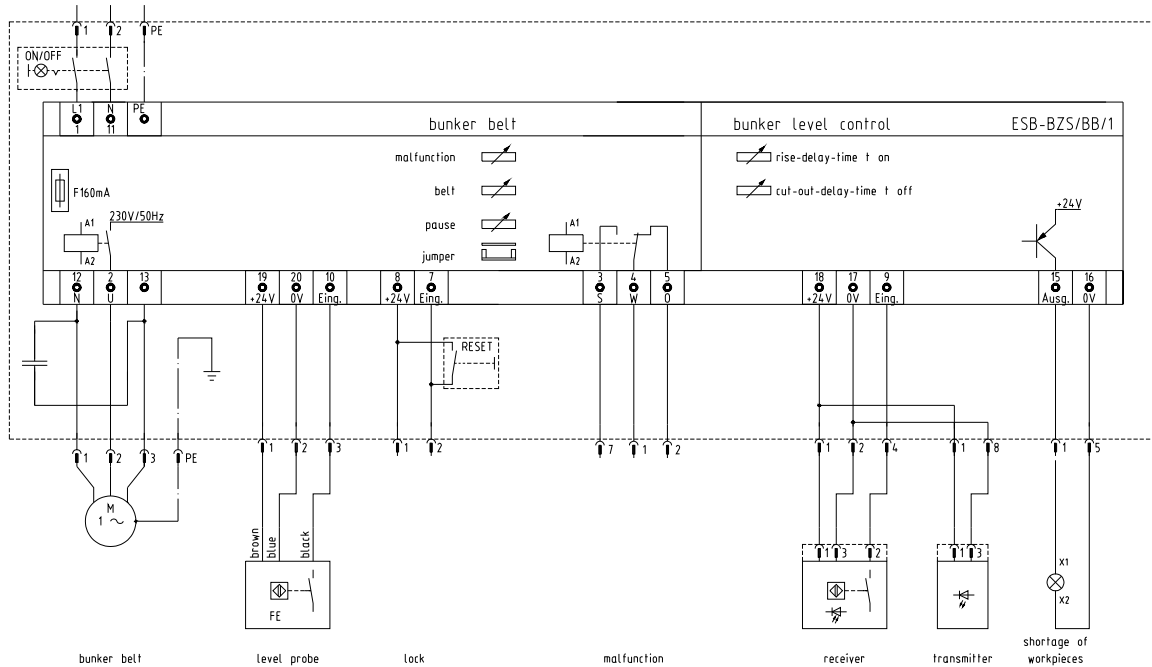 1 2 PE
ON/OFF
L1 N PE
1 11
bunker belt bunker level control ESB-BZS/BB/1
malfunction rise-delay-time t on
F160mA belt cut-out-delay-time t off
230V/50Hz pause +24V
A1 A1
A2 jumper A2
12 2 13 19 20 10 8 7 3 4 5 18 17 9 15 16
N U +24V 0V Eing. +24V Eing. S W O +24V 0V Eing. Ausg. 0V
RESET
1 2 3 PE 1 2 3 1 2 7 1 2 1 2 4 1 8 1 5
M
1 ~
brown
blue
black
1 3 2 1 3
X1
X2
FE
shortage of
bunker belt level probe lock malfunction receiver transmitter workpieces